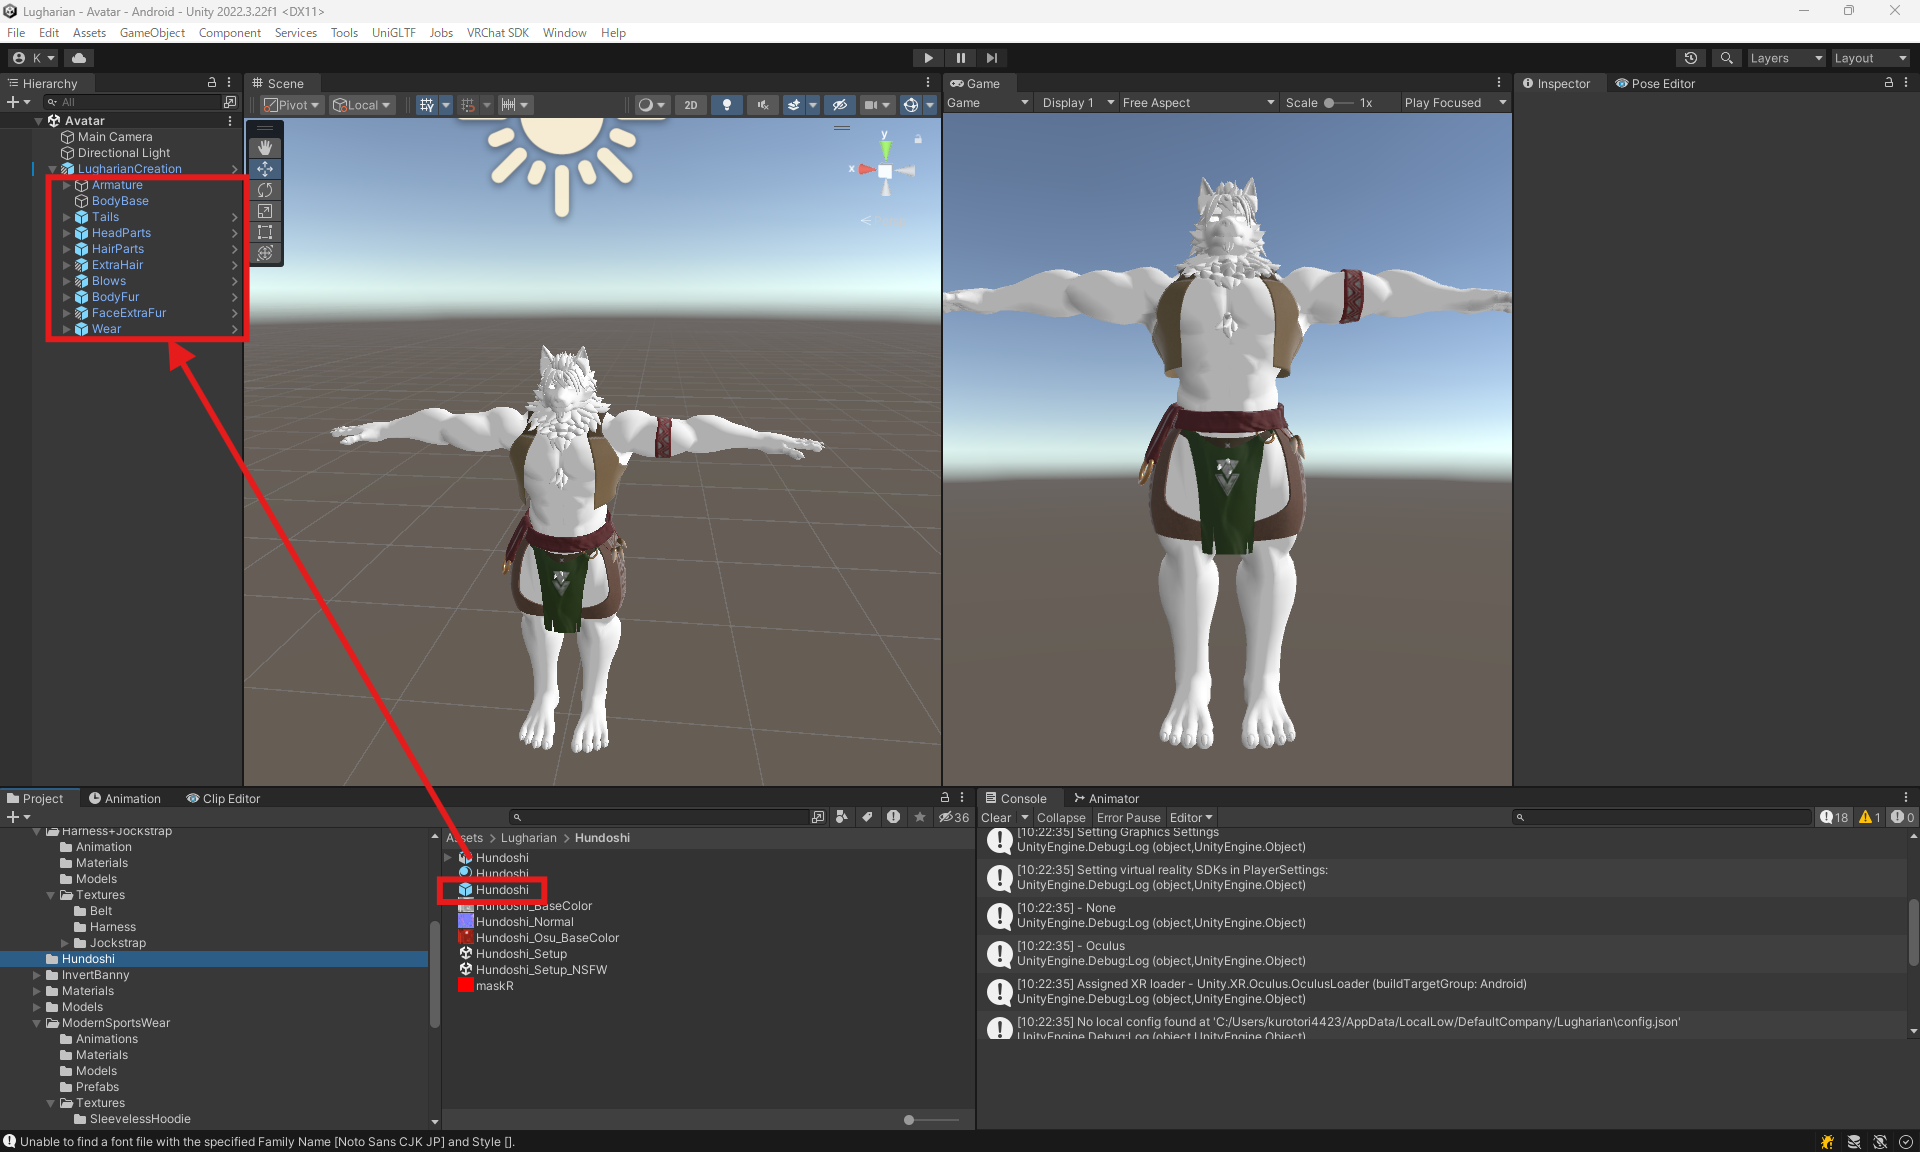 Lugharian - Avatar - Android - Unity 2022.3.22f1 <DX11>
File Edit Assets GameObject Component Services Tools UniGLTF Jobs VRChat SDK Window Help
K Layers Layout
Hierarchy
All
Avatar
Main Camera
Directional Light
LugharianCreation
Armature
BodyBase
Tails
HeadParts
HairParts
ExtraHair
Blows
BodyFur
FaceExtraFur
Wear
Scene
Pivot Local 2D
y
x
Game
Game Display 1 Free Aspect Scale 1x Play Focused
Inspector Pose Editor
Project Animation Clip Editor
36
Harness+Jockstrap
Animation
Materials
Models
Textures
Belt
Harness
Jockstrap
Hundoshi
InvertBanny
Materials
Models
ModernSportsWear
Animations
Materials
Models
Prefabs
Textures
SleevelessHoodie
Assets > Lugharian > Hundoshi
Hundoshi
Hundoshi
Hundoshi
Hundoshi_BaseColor
Hundoshi_Normal
Hundoshi_Osu_BaseColor
Hundoshi_Setup
Hundoshi_Setup_NSFW
maskR
Console Animator
Clear Collapse Error Pause Editor 18 1 0
[10:22:35] Setting Graphics Settings
UnityEngine.Debug:Log (object,UnityEngine.Object)
[10:22:35] Setting virtual reality SDKs in PlayerSettings:
UnityEngine.Debug:Log (object,UnityEngine.Object)
[10:22:35] - None
UnityEngine.Debug:Log (object,UnityEngine.Object)
[10:22:35] - Oculus
UnityEngine.Debug:Log (object,UnityEngine.Object)
[10:22:35] Assigned XR loader - Unity.XR.Oculus.OculusLoader (buildTargetGroup: Android)
UnityEngine.Debug:Log (object,UnityEngine.Object)
[10:22:35] No local config found at 'C:/Users/kurotori4423/AppData/LocalLow/DefaultCompany/Lugharian\config.json'
UnityEngine.Debug:Log (object,UnityEngine.Object)
Unable to find a font file with the specified Family Name [Noto Sans CJK JP] and Style [].